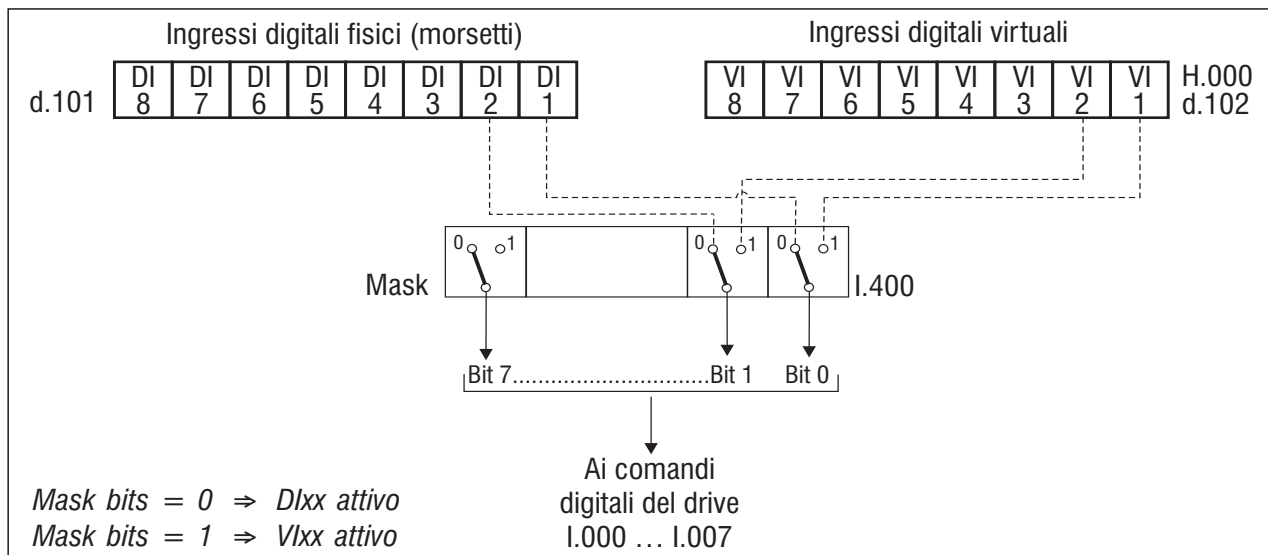 Ingressi digitali fisici (morsetti)
Ingressi digitali virtuali
d.101
DI 8
DI 7
DI 6
DI 5
DI 4
DI 3
DI 2
DI 1
VI 8
VI 7
VI 6
VI 5
VI 4
VI 3
VI 2
VI 1
H.000
d.102
Mask
0 1
0 1
0 1
I.400
Bit 7...............................Bit 1 Bit 0
Ai comandi
digitali del drive
I.000 ... I.007
Mask bits = 0 ⇒ DIxx attivo
Mask bits = 1 ⇒ VIxx attivo